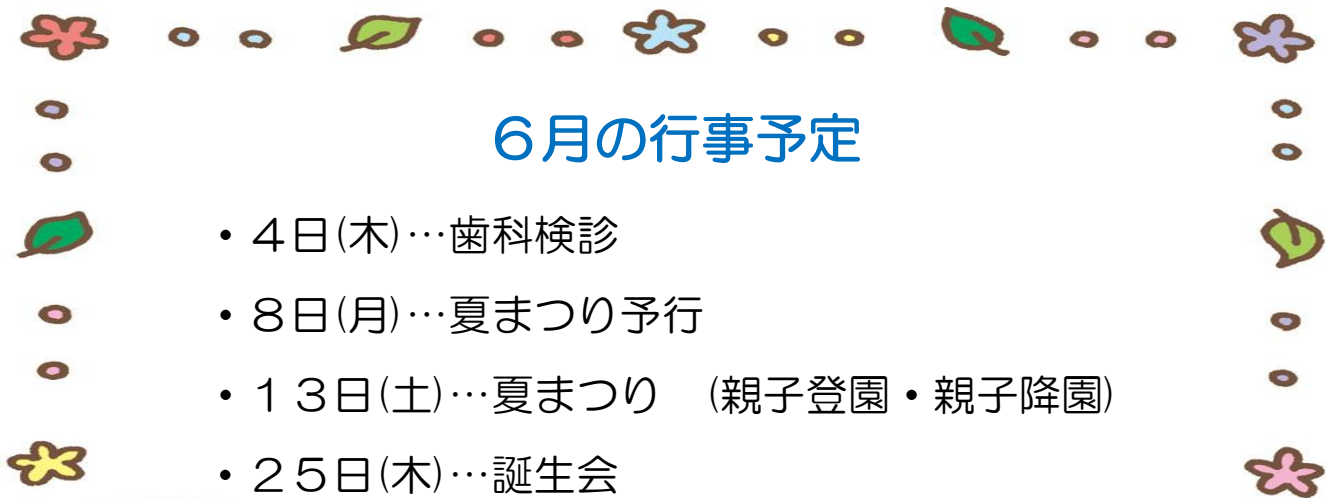 ６月の行事予定
・４日(木)…歯科検診
・８日(月)…夏まつり予行
・１３日(土)…夏まつり　(親子登園・親子降園)
・２５日(木)…誕生会